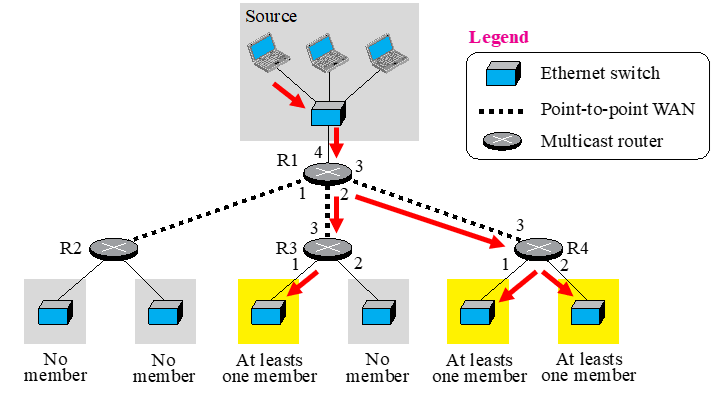 Source
Legend
Ethernet switch
Point-to-point WAN
Multicast router
4
R1
3
1
2
R2
3
R3
1
2
3
R4
1
2
No
member
No
member
At leasts
one member
No
member
At leasts
one member
At leasts
one member